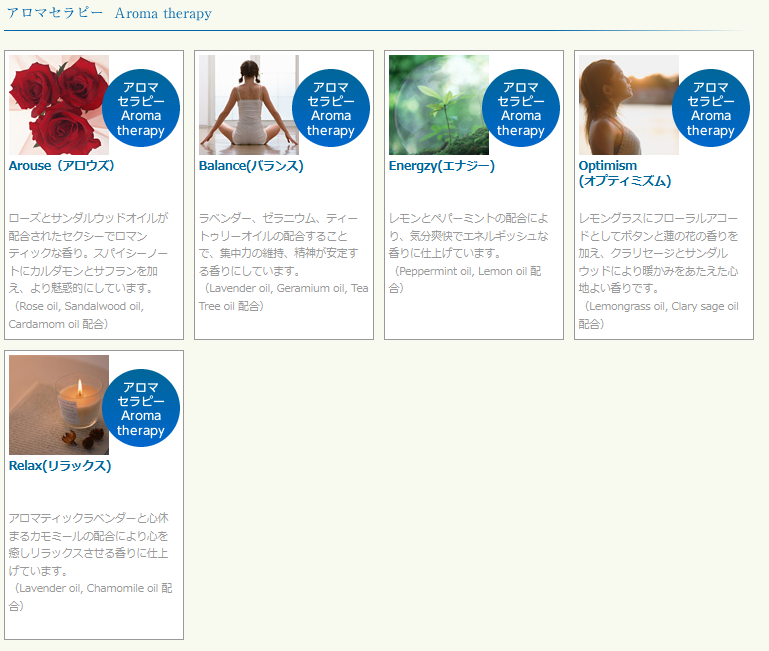 アロマセラピー Aroma therapy
アロマ
セラピー
Aroma
therapy
Arouse（アロウズ）
ローズとサンダルウッドオイルが
配合されたセクシーでロマン
ティックな香り。スパイシーノー
トにカルダモンとサフランを加
え、より魅惑的にしています。
（Rose oil, Sandalwood oil,
Cardamom oil 配合）
アロマ
セラピー
Aroma
therapy
Balance(バランス)
ラベンダー、ゼラニウム、ティー
トゥリーオイルの配合すること
で、集中力の維持、精神が安定す
る香りにしています。
（Lavender oil, Geramium oil, Tea
Tree oil 配合）
アロマ
セラピー
Aroma
therapy
Energzy(エナジー)
レモンとペパーミントの配合によ
り、気分爽快でエネルギッシュな
香りに仕上げています。
（Peppermint oil, Lemon oil 配
合）
アロマ
セラピー
Aroma
therapy
Optimism
(オプティミズム)
レモングラスにフローラルアコー
ドとしてボタンと蓮の花の香りを
加え、クラリセージとサンダル
ウッドにより暖かみをあたえた心
地よい香りです。
（Lemongrass oil, Clary sage oil
配合）
アロマ
セラピー
Aroma
therapy
Relax(リラックス)
アロマティックラベンダーと心休
まるカモミールの配合により心を
癒しリラックスさせる香りに仕上
げています。
（Lavender oil, Chamomile oil 配
合）